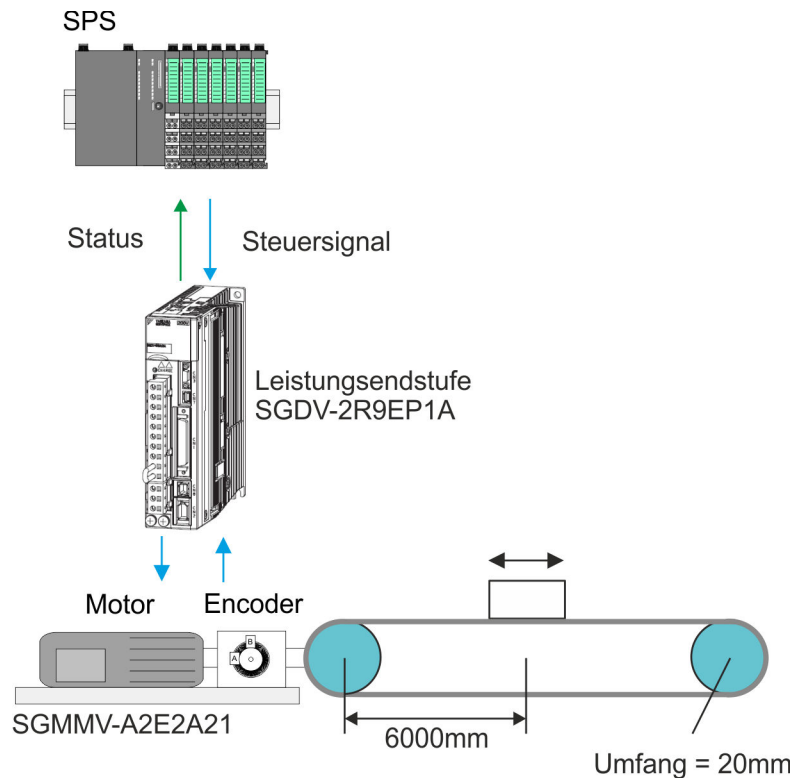 SPS
Status
Steuersignal
Leistungsendstufe
SGDV-2R9EP1A
Motor
Encoder
B
A
SGMMV-A2E2A21
6000mm
Umfang = 20mm